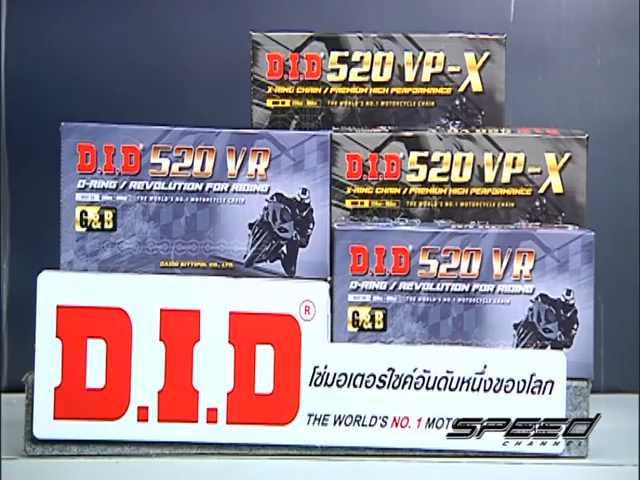 D.I.D 520 VP-X
X-RING CHAIN / PREMIUM HIGH PERFORMANCE
THE WORLD'S NO.1 MOTORCYCLE CHAIN
D.I.D 520 VR
O-RING / REVOLUTION FOR RIDING
THE WORLD'S NO.1 MOTORCYCLE CHAIN
G&B
DAIDO SITTIPOL CO., LTD.
D.I.D 520 VP-X
X-RING CHAIN / PREMIUM HIGH PERFORMANCE
THE WORLD'S NO.1 MOTORCYCLE CHAIN
D.I.D 520 VR
O-RING / REVOLUTION FOR RIDING
THE WORLD'S NO.1 MOTORCYCLE CHAIN
G&B
D.I.D ®
โซ่มอเตอร์ไซค์อันดับหนึ่งของโลก
THE WORLD'S NO. 1 MOT
SPEED
CHANNEL